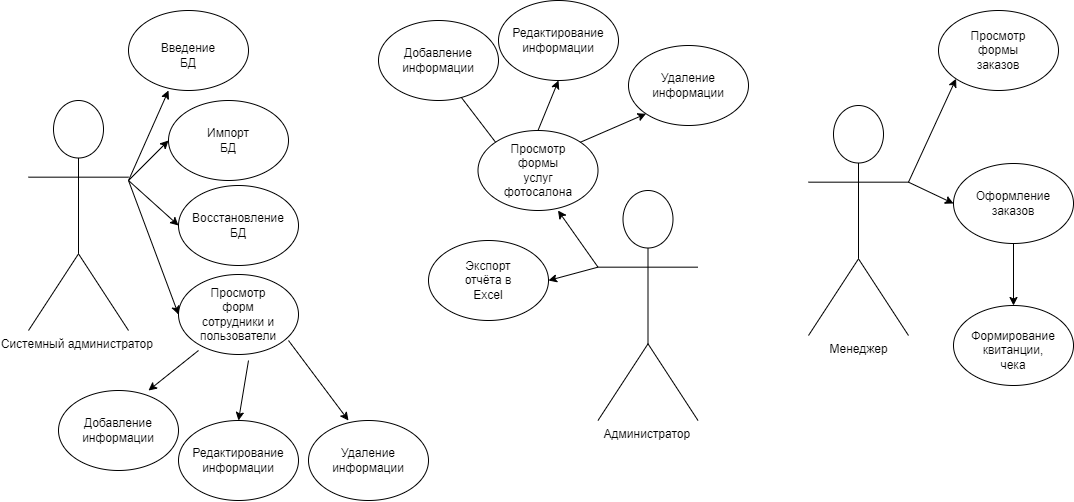 Введение
БД
Импорт
БД
Восстановление
БД
Просмотр
форм
сотрудники и
пользователи
Системный администратор
Добавление
информации
Редактирование
информации
Удаление
информации
Добавление
информации
Редактирование
информации
Удаление
информации
Просмотр
формы
услуг
фотосалона
Экспорт
отчёта в
Excel
Администратор
Просмотр
формы
заказов
Оформление
заказов
Формирование
квитанции,
чека
Менеджер